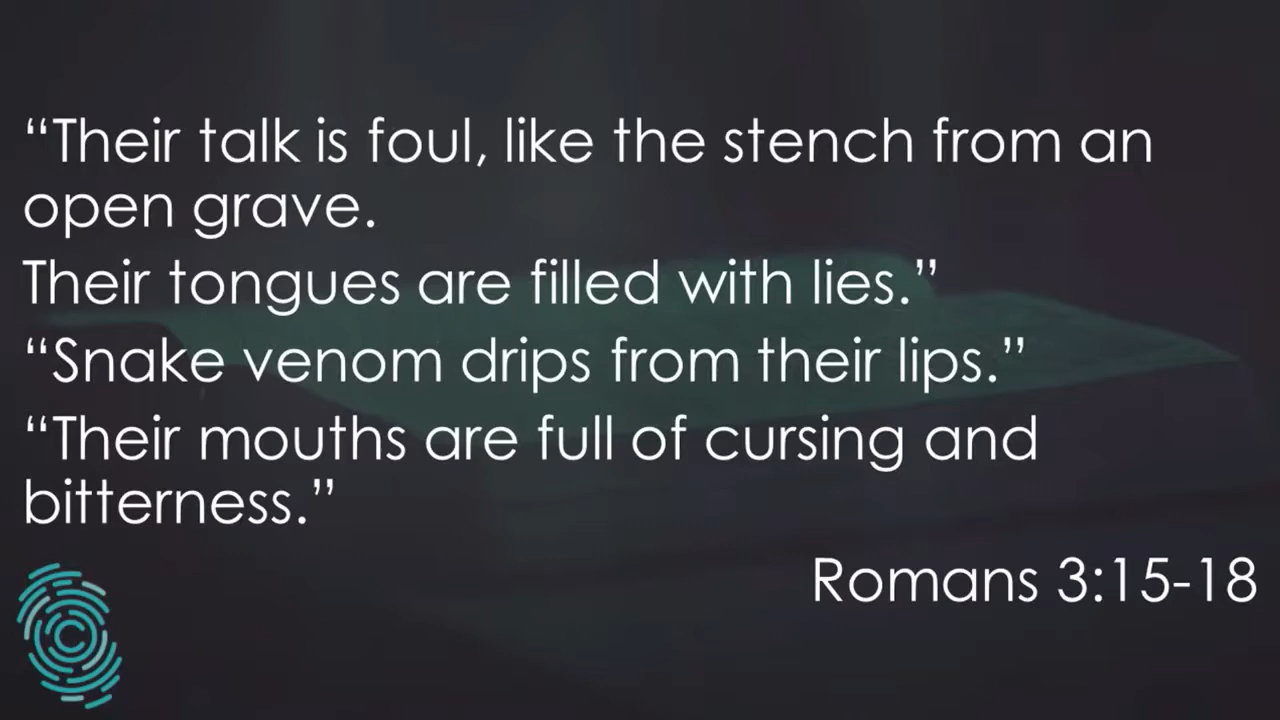 “Their talk is foul, like the stench from an
open grave.
Their tongues are filled with lies.”
“Snake venom drips from their lips.”
“Their mouths are full of cursing and
bitterness.”
Romans 3:15-18